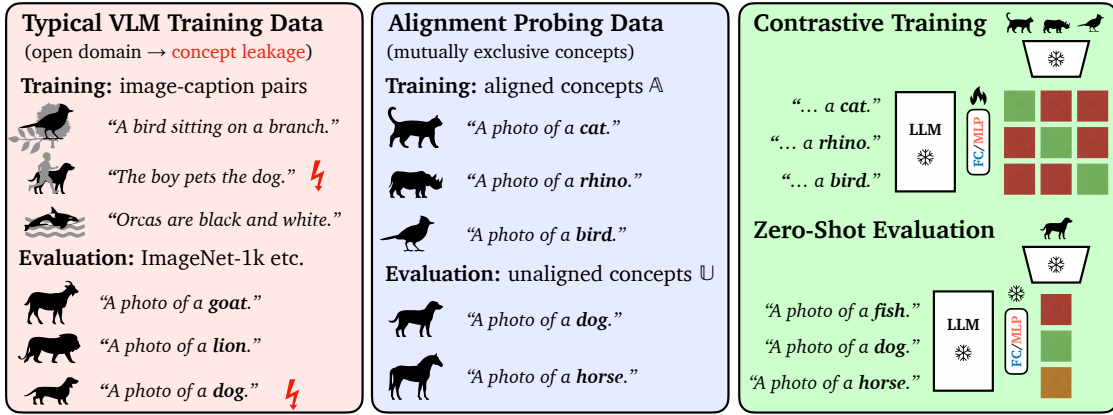 Typical VLM Training Data
(open domain → concept leakage)
Training: image-caption pairs
“A bird sitting on a branch.”
“The boy pets the dog.”
“Orcas are black and white.”
Evaluation: ImageNet-1k etc.
“A photo of a goat.”
“A photo of a lion.”
“A photo of a dog.”
Alignment Probing Data
(mutually exclusive concepts)
Training: aligned concepts 𝔸
“A photo of a cat.”
“A photo of a rhino.”
“A photo of a bird.”
Evaluation: unaligned concepts 𝕌
“A photo of a dog.”
“A photo of a horse.”
Contrastive Training
“... a cat.”
“... a rhino.”
“... a bird.”
LLM
FC/MLP
Zero-Shot Evaluation
“A photo of a fish.”
“A photo of a dog.”
“A photo of a horse.”
LLM
FC/MLP